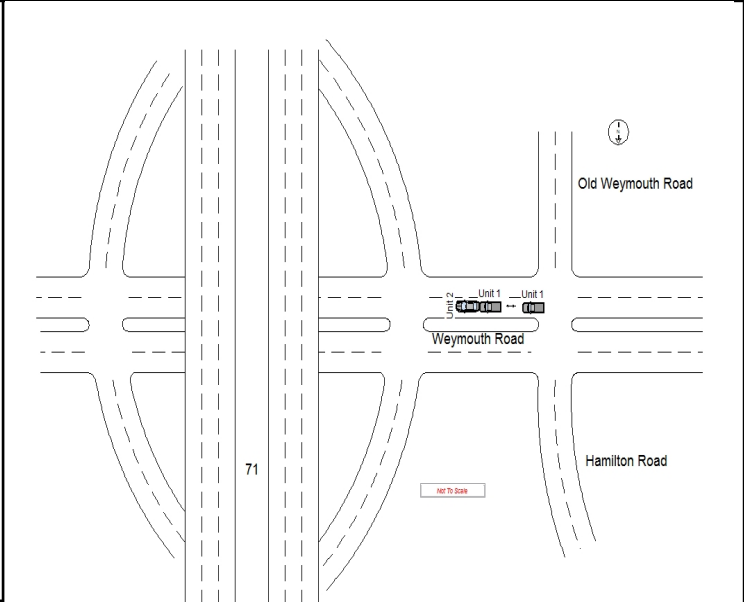 N
Old Weymouth Road
Unit 2
Unit 1
Unit 1
Weymouth Road
71
Hamilton Road
Not To Scale